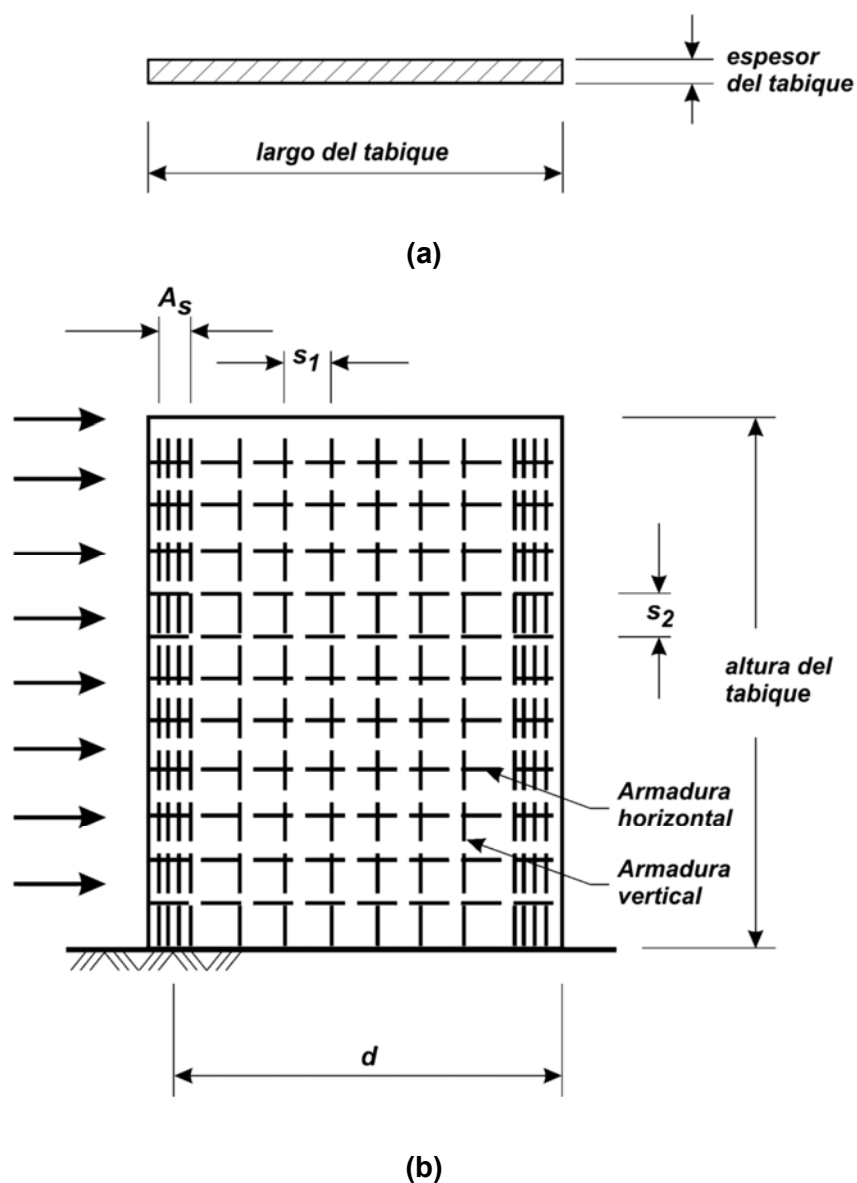 espesor
del tabique
largo del tabique
(a)
As
s1
s2
altura del
tabique
Armadura
horizontal
Armadura
vertical
d
(b)